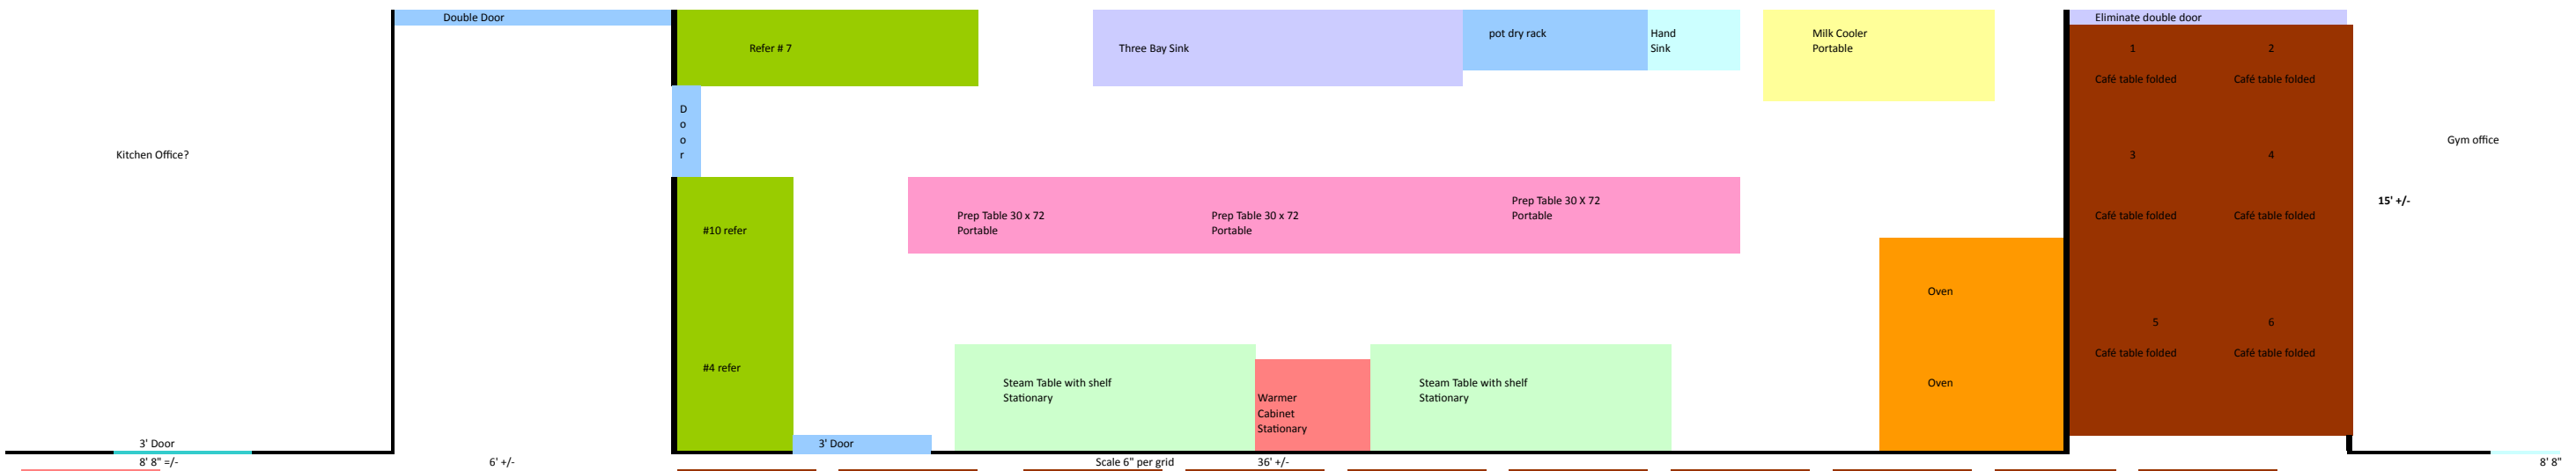 Double Door
Eliminate double door
Refer # 7
Three Bay Sink
pot dry rack
Hand
Sink
Milk Cooler
Portable
1
2
Café table folded
Café table folded
D
o
o
r
Kitchen Office?
3
4
Gym office
Prep Table 30 x 72
Portable
Prep Table 30 x 72
Portable
Prep Table 30 X 72
Portable
15' +/-
#10 refer
Café table folded
Café table folded
Oven
5
6
#4 refer
Café table folded
Café table folded
Steam Table with shelf
Stationary
Warmer
Cabinet
Stationary
Steam Table with shelf
Stationary
Oven
3' Door
3' Door
8' 8" =/-
6' +/-
Scale 6" per grid
36' +/-
8' 8"